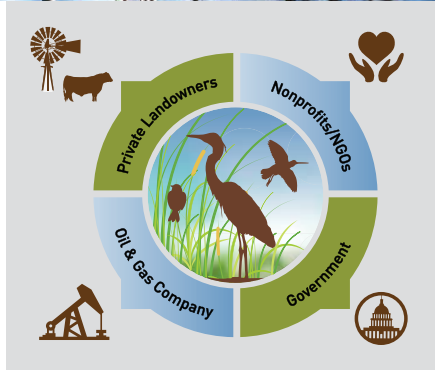 Private Landowners
Nonprofits/NGOs
Oil & Gas Company
Government